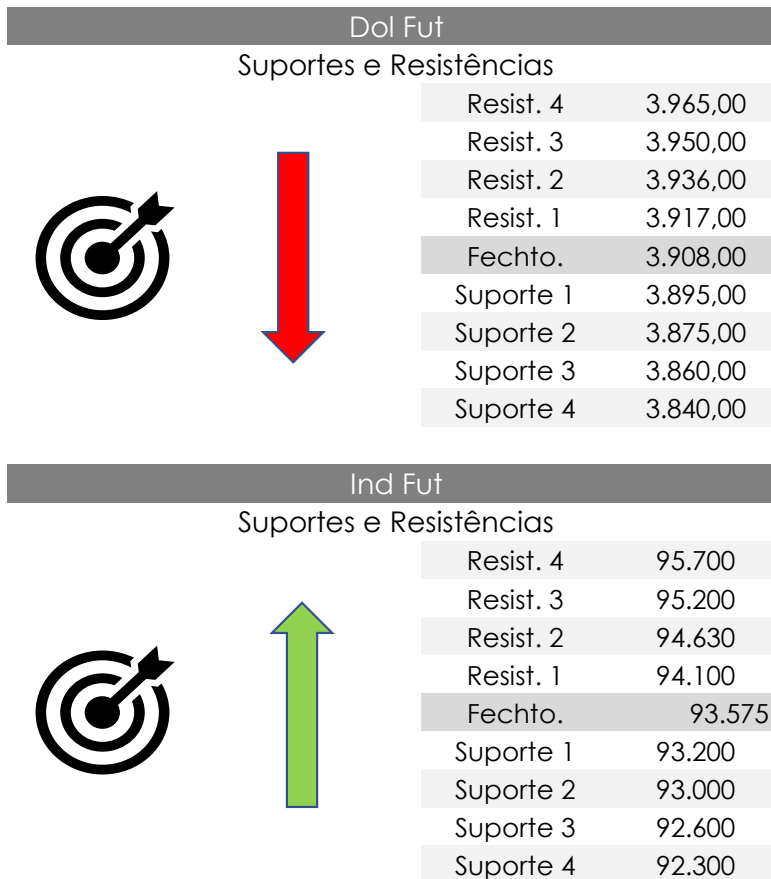 Dol Fut
Suportes e Resistências
Resist. 4 3.965,00
Resist. 3 3.950,00
Resist. 2 3.936,00
Resist. 1 3.917,00
Fechto. 3.908,00
Suporte 1 3.895,00
Suporte 2 3.875,00
Suporte 3 3.860,00
Suporte 4 3.840,00
Ind Fut
Suportes e Resistências
Resist. 4 95.700
Resist. 3 95.200
Resist. 2 94.630
Resist. 1 94.100
Fechto. 93.575
Suporte 1 93.200
Suporte 2 93.000
Suporte 3 92.600
Suporte 4 92.300